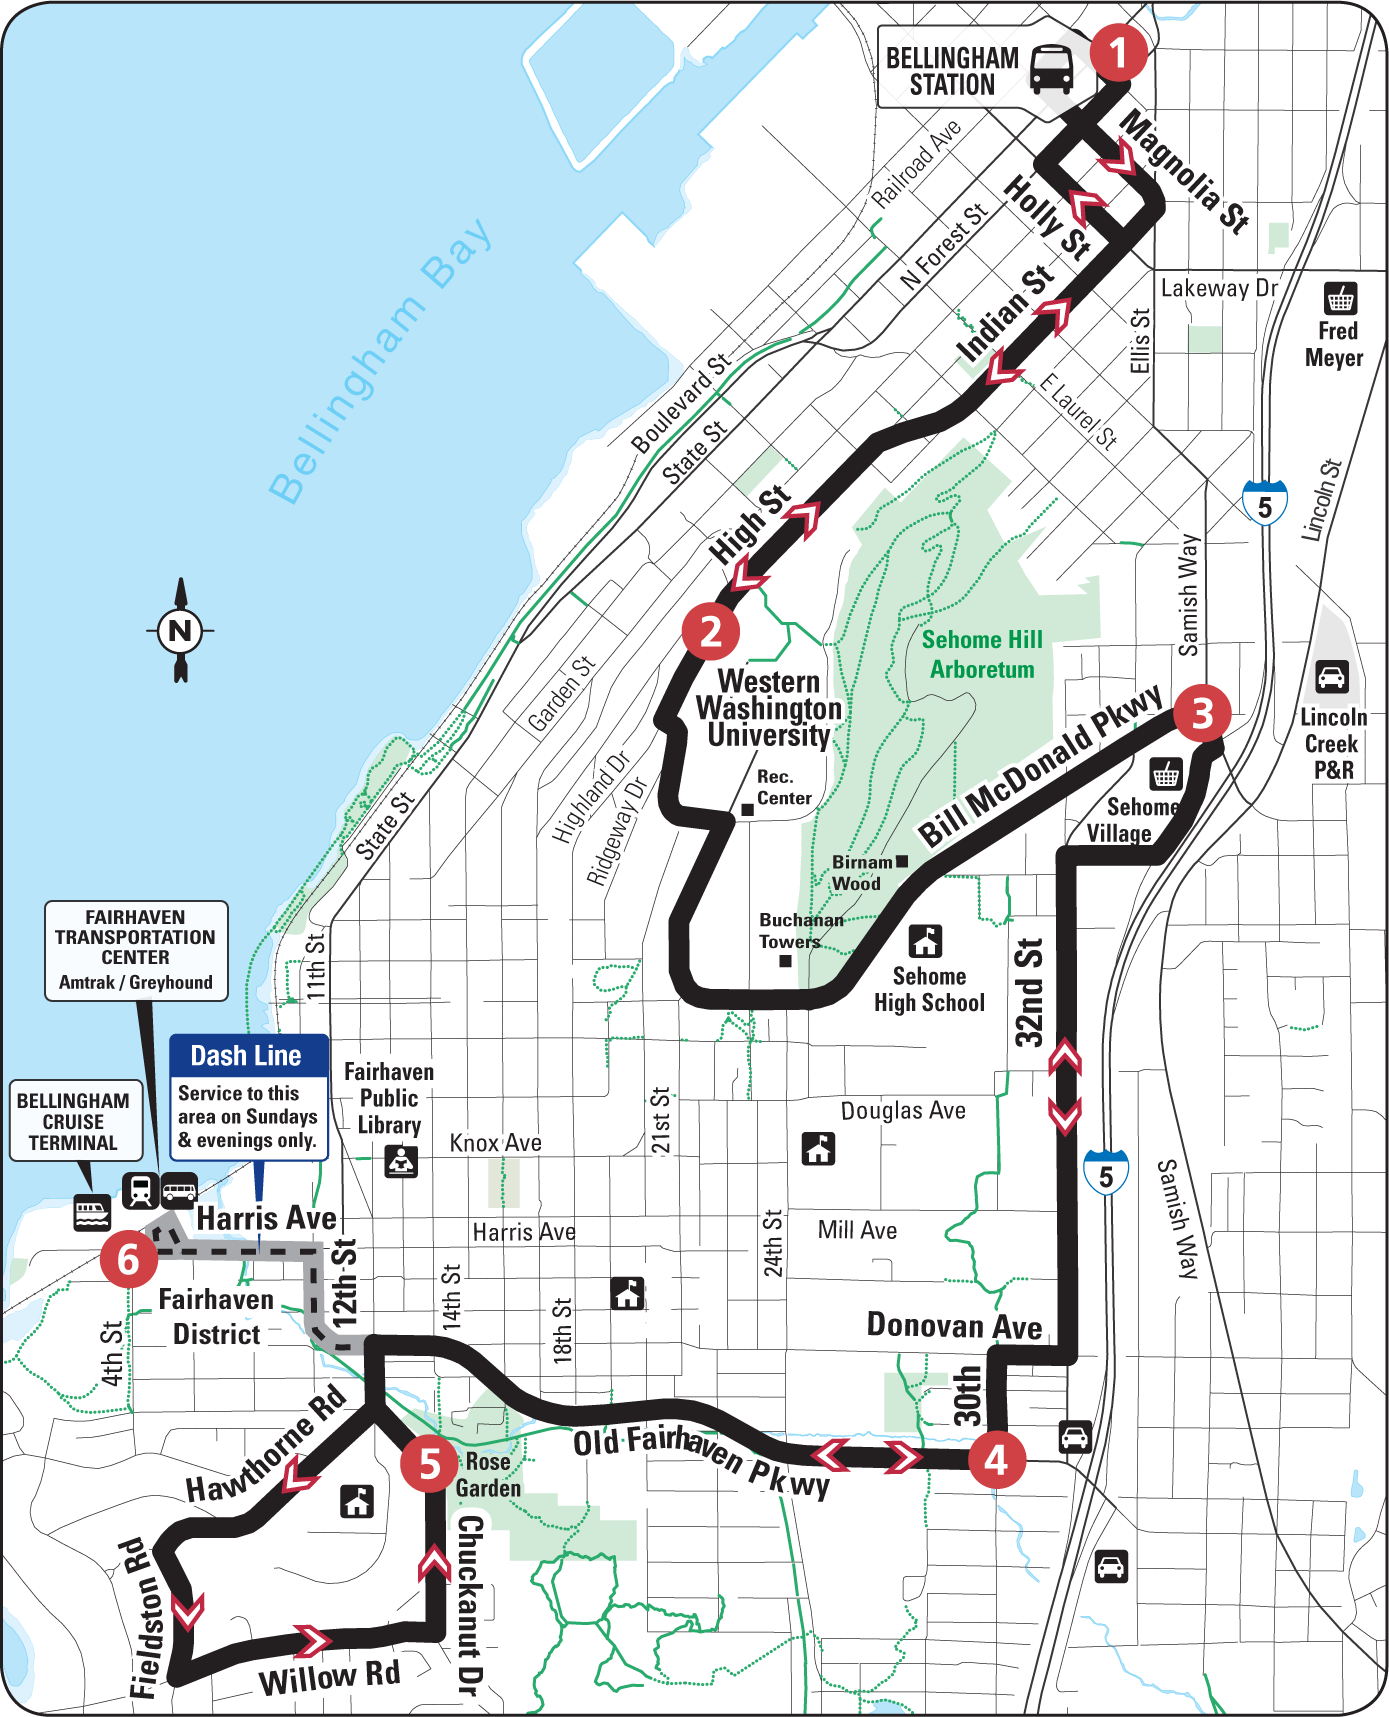 BELLINGHAM
STATION
1
Magnolia St
Railroad Ave
Holly St
N Forest St
Indian St
Lakeway Dr
Fred
Meyer
Ellis St
Bellingham Bay
Boulevard St
State St
E Laurel St
High St
5
Lincoln St
Samish Way
N
2
Sehome Hill
Arboretum
Western
Washington
University
Garden St
3
Bill McDonald Pkwy
Lincoln
Creek
P&R
Highland Dr
Ridgeway Dr
Rec.
Center
Sehome
Village
State St
Birnam
Wood
Buchanan
Towers
FAIRHAVEN
TRANSPORTATION
CENTER
Amtrak / Greyhound
11th St
Sehome
High School
32nd St
Dash Line
Service to this
area on Sundays
& evenings only.
Fairhaven
Public
Library
BELLINGHAM
CRUISE
TERMINAL
21st St
Douglas Ave
Knox Ave
5
Samish Way
Harris Ave
Harris Ave
24th St
Mill Ave
6
12th St
14th St
18th St
Fairhaven
District
Donovan Ave
4th St
30th
Hawthorne Rd
Old Fairhaven Pkwy
4
5
Rose
Garden
Chuckanut Dr
Fieldston Rd
Willow Rd